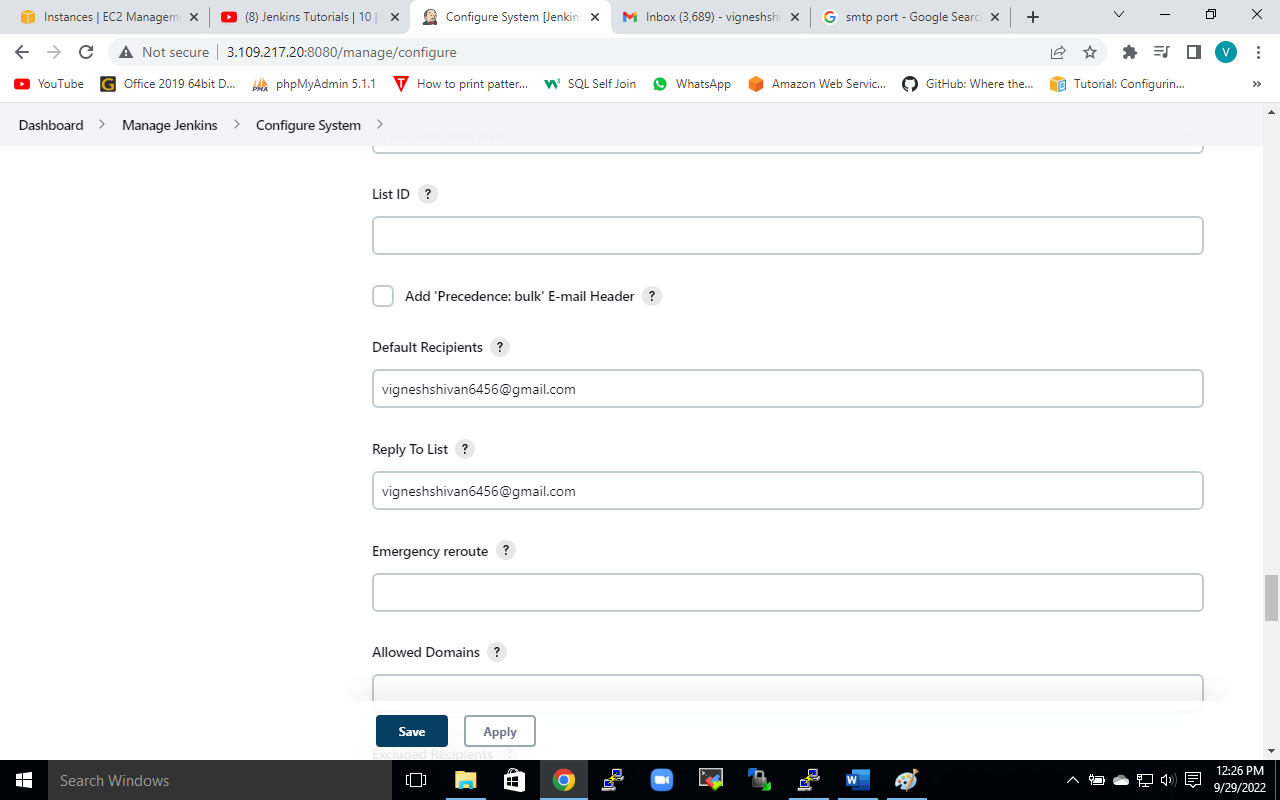 Instances | EC2 Managem
(8) Jenkins Tutorials | 10 |
Configure System [Jenkin
Inbox (3,689) - vigneshshi
smtp port - Google Searc
Not secure
3.109.217.20:8080/manage/configure
V
YouTube
Office 2019 64bit D...
phpMyAdmin 5.1.1
How to print patter...
SQL Self Join
WhatsApp
Amazon Web Servic...
GitHub: Where the...
Tutorial: Configurin...
»
Dashboard > Manage Jenkins > Configure System >
List ID ?
Add 'Precedence: bulk' E-mail Header ?
Default Recipients ?
vigneshshivan6456@gmail.com
Reply To List ?
vigneshshivan6456@gmail.com
Emergency reroute ?
Allowed Domains ?
Save
Apply
Excluded Recipients ?
Search Windows
12:26 PM
9/29/2022